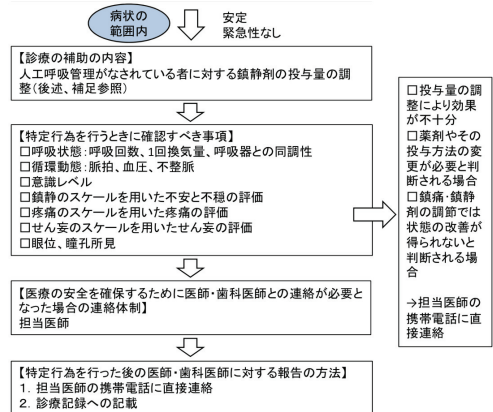 病状の
範囲内
安定
緊急性なし
【診療の補助の内容】
人工呼吸管理がなされている者に対する鎮静剤の投与量の調
整(後述、補足参照)
【特定行為を行うときに確認すべき事項】
□呼吸状態:呼吸回数、1回換気量、呼吸器との同調性
□循環動態:脈拍、血圧、不整脈
□意識レベル
□鎮静のスケールを用いた不安と不穏の評価
□疼痛のスケールを用いた疼痛の評価
□せん妄のスケールを用いたせん妄の評価
□眼位、瞳孔所見
□投与量の調
整により効果
が不十分
□薬剤やその
投与方法の変
更が必要と判
断される場合
□鎮痛・鎮静
剤の調節では
状態の改善が
得られないと
判断される場
合
→担当医師の
携帯電話に直
接連絡
【医療の安全を確保するために医師・歯科医師との連絡が必要と
なった場合の連絡体制】
担当医師
【特定行為を行った後の医師・歯科医師に対する報告の方法】
1. 担当医師の携帯電話に直接連絡
2. 診療記録への記載